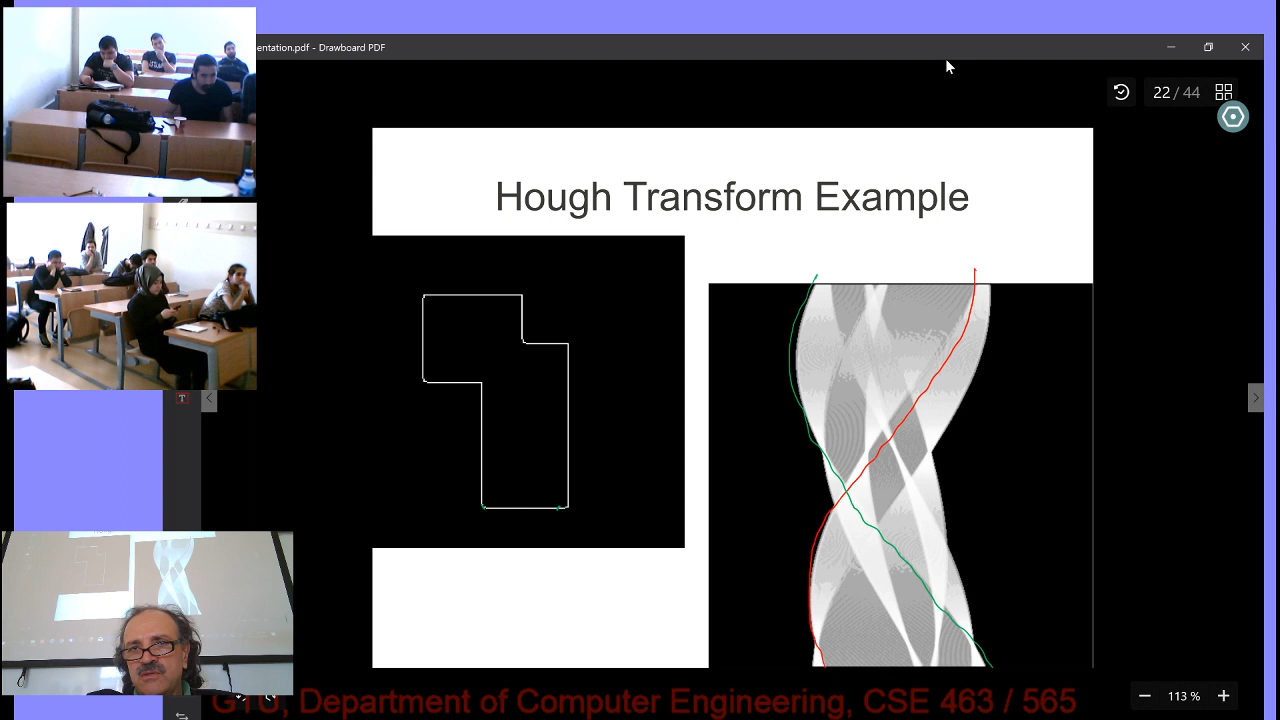 entation.pdf - Drawboard PDF
22 / 44
Hough Transform Example
T
GTU, Department of Computer Engineering, CSE 463 / 565
113 %